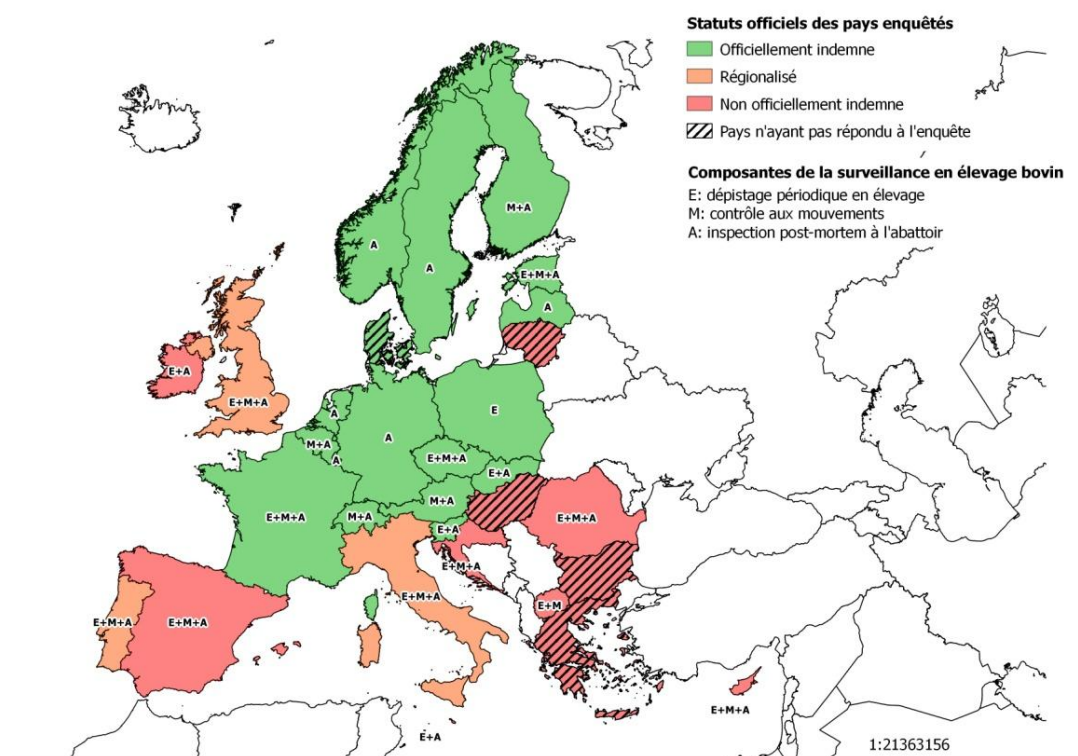 Statuts officiels des pays enquêtés
Officiellement indemne
Régionalisé
Non officiellement indemne
Pays n'ayant pas répondu à l'enquête
Composantes de la surveillance en élevage bovin
E: dépistage périodique en élevage
M: contrôle aux mouvements
A: inspection post-mortem à l'abattoir
M+A
A
A
E+M+A
A
E+A
E+M+A
A
E
A
M+A
A
E+M+A
E+A
M+A
E+M+A
M+A
E+A
E+M+A
E+M+A
E+M+A
E+M
E+M+A
E+M+A
E+M+A
E+A
1:21363156